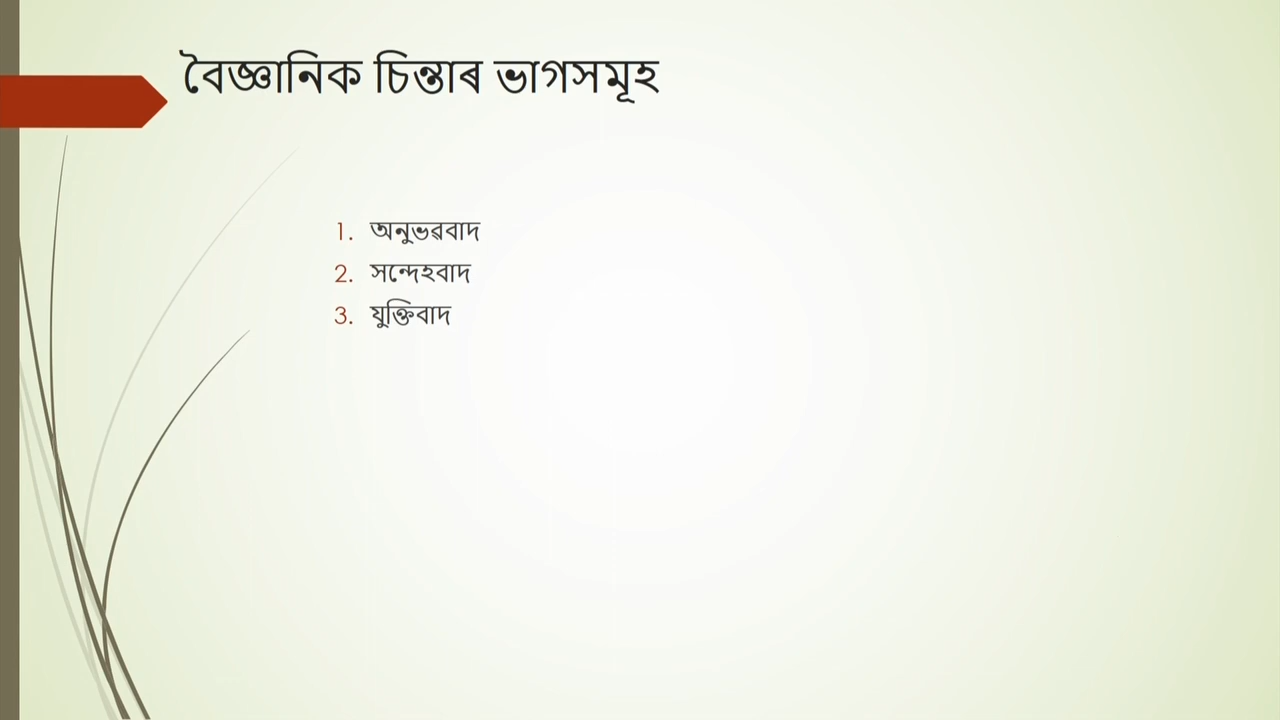 বৈজ্ঞানিক চিন্তাৰ ভাগসমূহ
1. অনুভৱবাদ
2. সন্দেহবাদ
3. যুক্তিবাদ